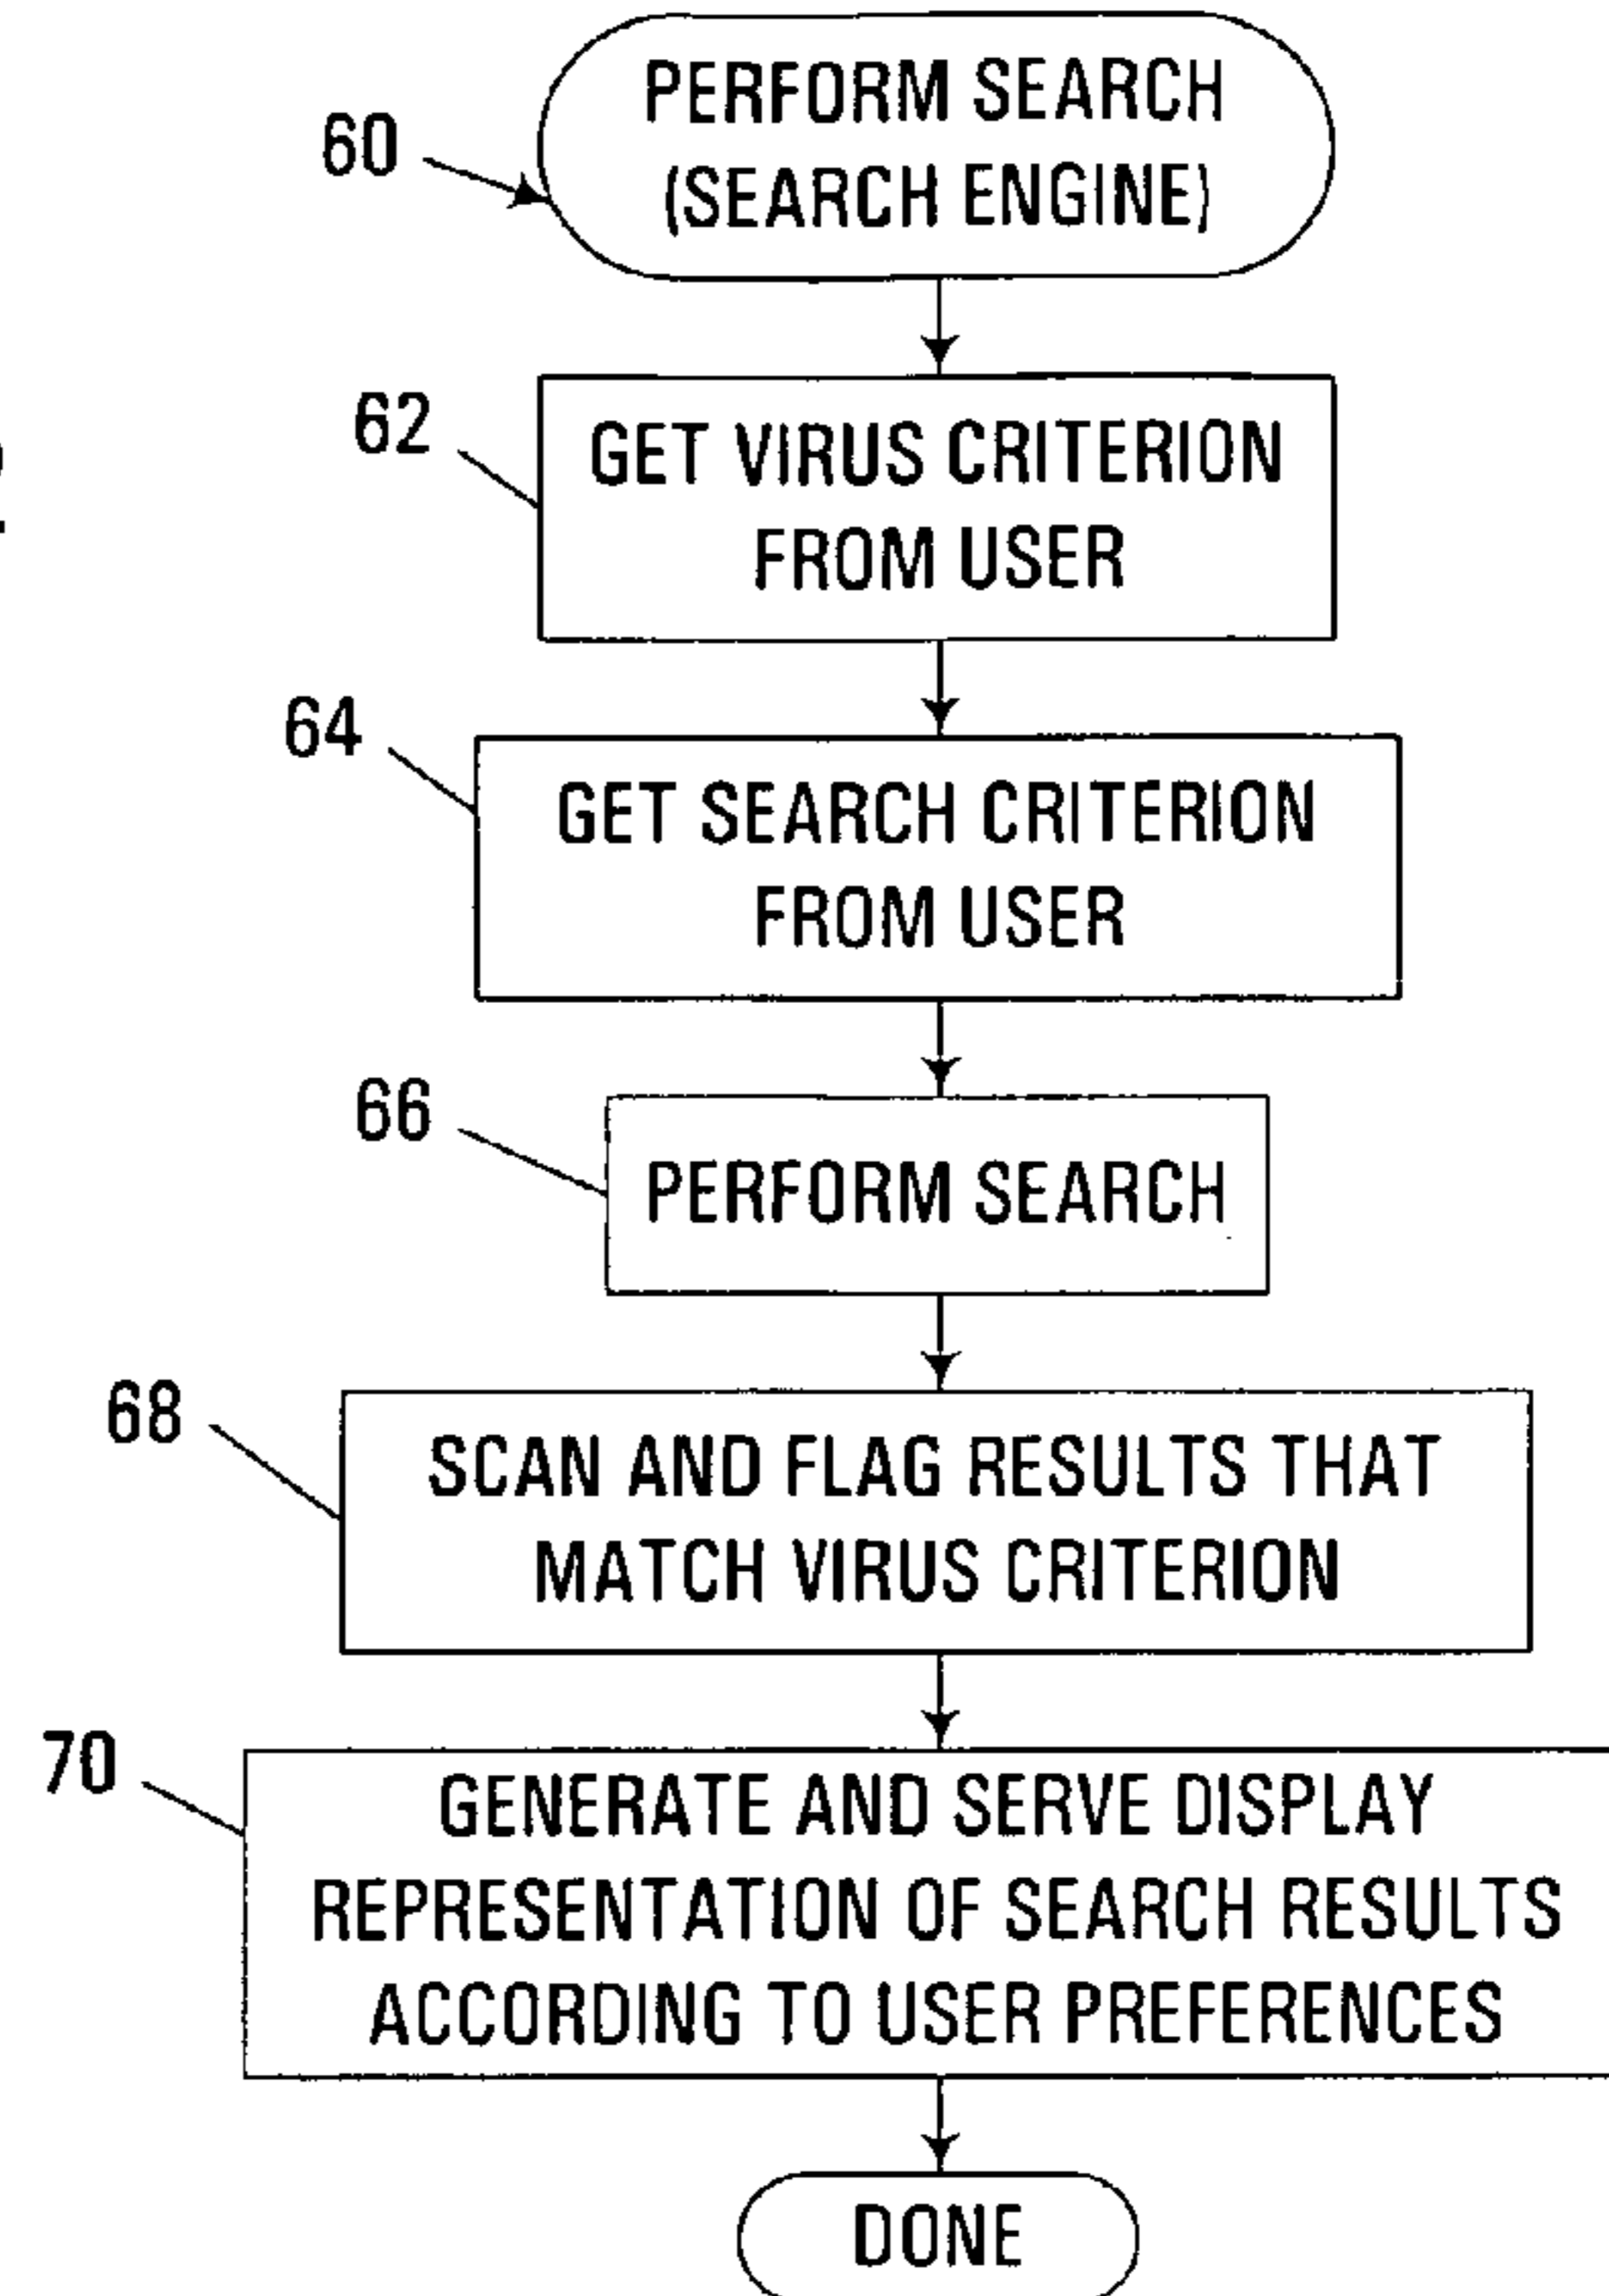 PERFORM SEARCH
(SEARCH ENGINE)
60
62
GET VIRUS CRITERION
FROM USER
64
GET SEARCH CRITERION
FROM USER
66
PERFORM SEARCH
68
SCAN AND FLAG RESULTS THAT
MATCH VIRUS CRITERION
70
GENERATE AND SERVE DISPLAY
REPRESENTATION OF SEARCH RESULTS
ACCORDING TO USER PREFERENCES
DONE